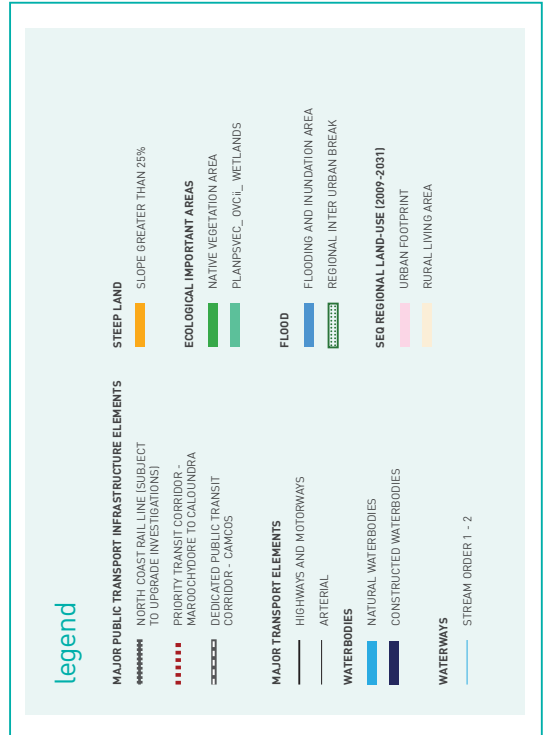 legend
MAJOR PUBLIC TRANSPORT INFRASTRUCTURE ELEMENTS
NORTH COAST RAIL LINE (SUBJECT
TO UPGRADE INVESTIGATIONS)
PRIORITY TRANSIT CORRIDOR -
MAROOCHYDORE TO CALOUNDRA
DEDICATED PUBLIC TRANSIT
CORRIDOR - CAMCOS
MAJOR TRANSPORT ELEMENTS
HIGHWAYS AND MOTORWAYS
ARTERIAL
WATERBODIES
NATURAL WATERBODIES
CONSTRUCTED WATERBODIES
WATERWAYS
STREAM ORDER 1 - 2
STEEP LAND
SLOPE GREATER THAN 25%
ECOLOGICAL IMPORTANT AREAS
NATIVE VEGETATION AREA
PLANPSVEC_OVCii_ WETLANDS
FLOOD
FLOODING AND INUNDATION AREA
REGIONAL INTER URBAN BREAK
SEQ REGIONAL LAND-USE (2009-2031)
URBAN FOOTPRINT
RURAL LIVING AREA